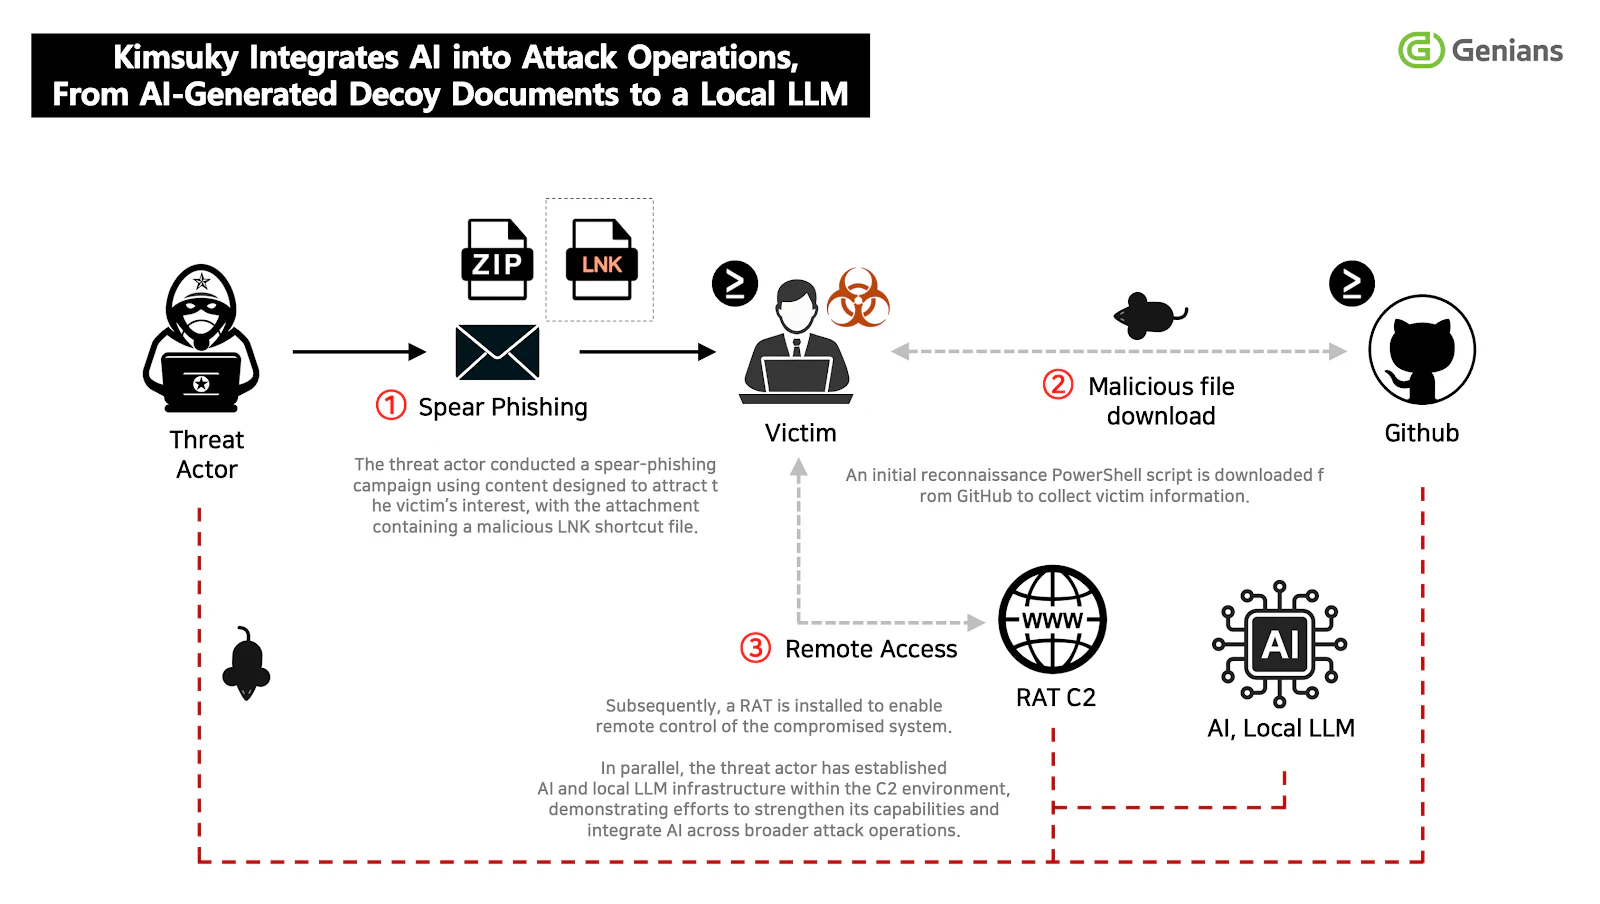 Kimsuky Integrates AI into Attack Operations,
From AI-Generated Decoy Documents to a Local LLM
Genians
ZIP
LNK
① Spear Phishing
Threat
Actor
The threat actor conducted a spear-phishing
campaign using content designed to attract t
he victim's interest, with the attachment
containing a malicious LNK shortcut file.
Victim
② Malicious file
download
Github
An initial reconnaissance PowerShell script is downloaded f
rom GitHub to collect victim information.
③ Remote Access
WWW
RAT C2
AI
AI, Local LLM
Subsequently, a RAT is installed to enable
remote control of the compromised system.
In parallel, the threat actor has established
AI and local LLM infrastructure within the C2 environment,
demonstrating efforts to strengthen its capabilities and
integrate AI across broader attack operations.